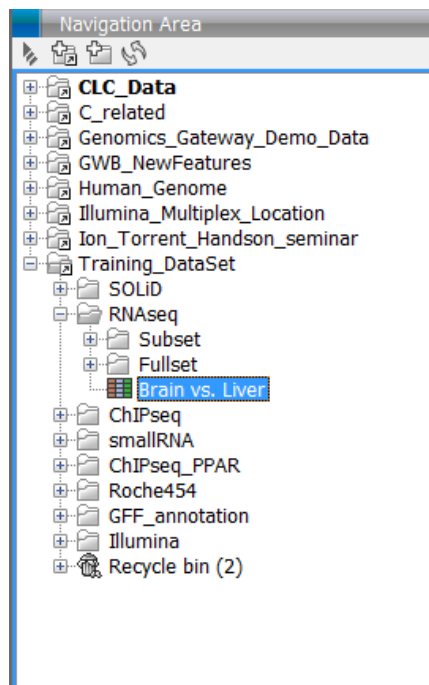 Navigation Area
CLC_Data
C_related
Genomics_Gateway_Demo_Data
GWB_NewFeatures
Human_Genome
Illumina_Multiplex_Location
Ion_Torrent_Handson_seminar
Training_DataSet
SOLiD
RNAseq
Subset
Fullset
Brain vs. Liver
ChIPseq
smallRNA
ChIPseq_PPAR
Roche454
GFF_annotation
Illumina
Recycle bin (2)